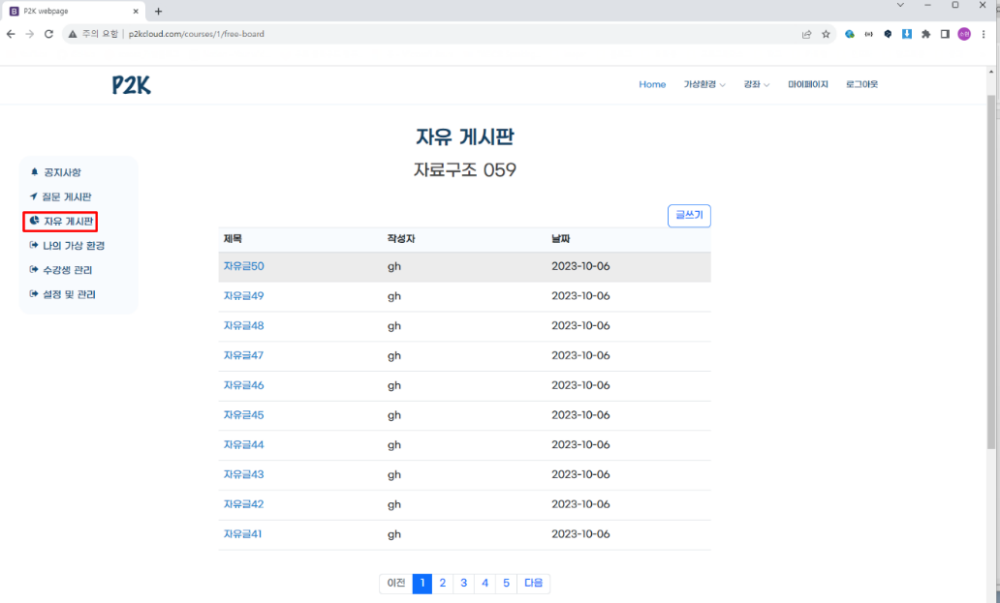 P2K webpage
주의 요함 p2kcloud.com/courses/1/free-board
P2K
Home 가상환경 강좌 마이페이지 로그아웃
자유 게시판
자료구조 059
공지사항
질문 게시판
자유 게시판
나의 가상 환경
수강생 관리
설정 및 관리
글쓰기
제목 작성자 날짜
자유글50 gh 2023-10-06
자유글49 gh 2023-10-06
자유글48 gh 2023-10-06
자유글47 gh 2023-10-06
자유글46 gh 2023-10-06
자유글45 gh 2023-10-06
자유글44 gh 2023-10-06
자유글43 gh 2023-10-06
자유글42 gh 2023-10-06
자유글41 gh 2023-10-06
이전 1 2 3 4 5 다음